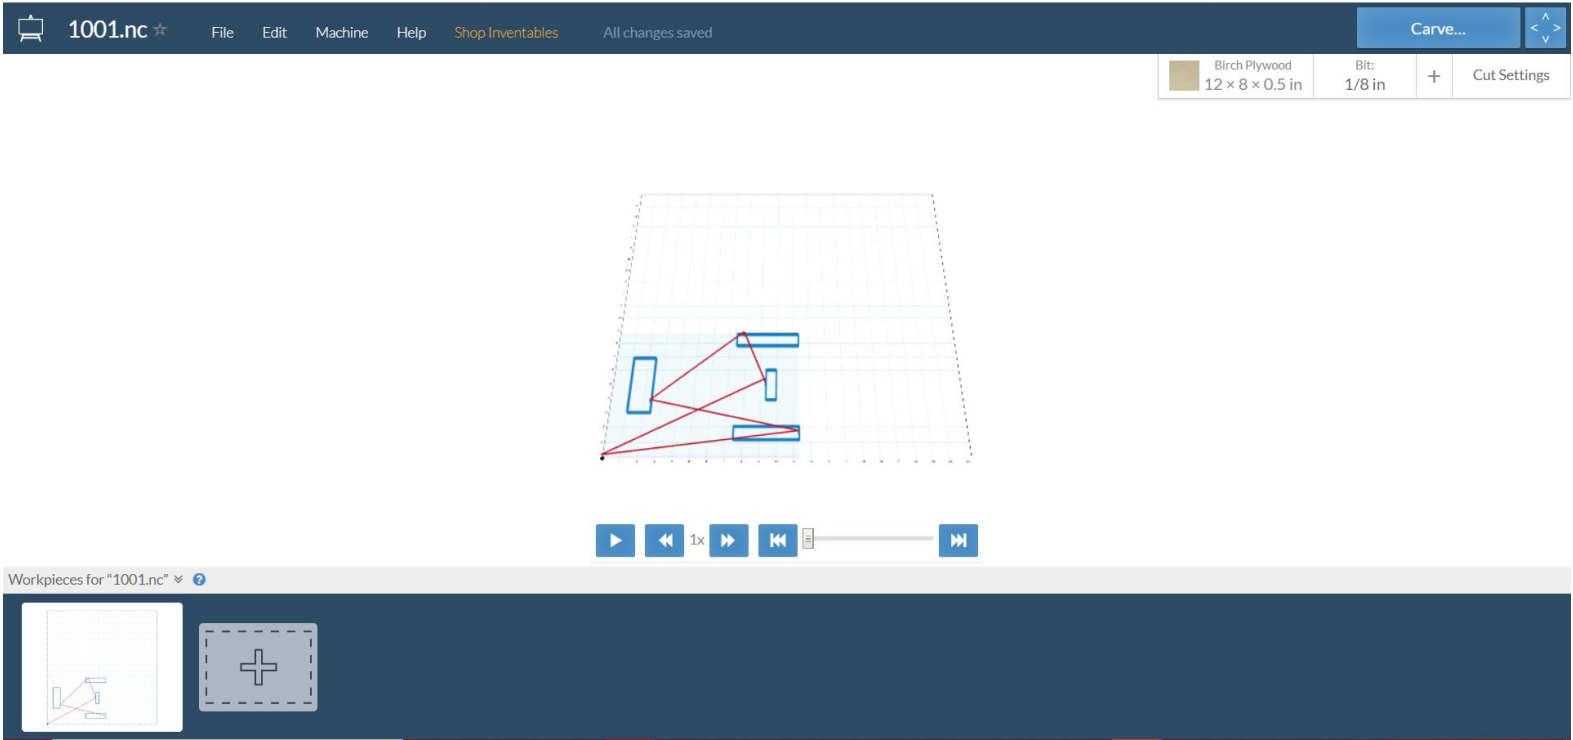 1001.nc ☆ File Edit Machine Help Shop Inventables All changes saved Carve...
Birch Plywood Bit:
12 × 8 × 0.5 in 1/8 in + Cut Settings
1x
Workpieces for "1001.nc"